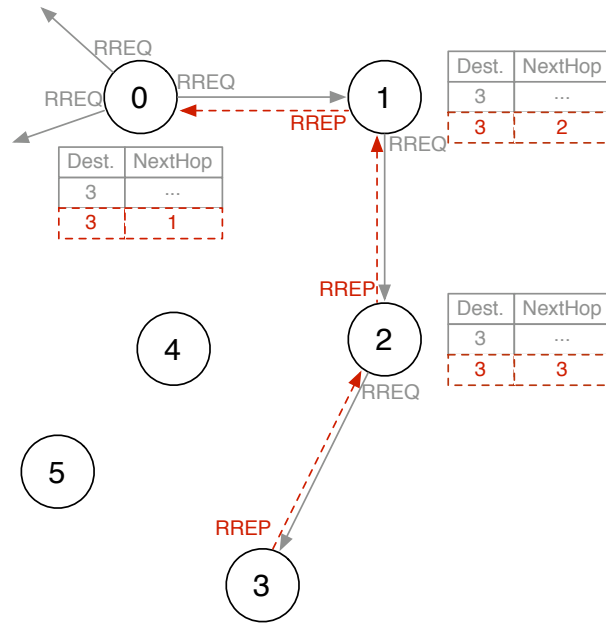 RREQ
RREQ
RREQ
0
1
RREP
RREQ
Dest. NextHop
3 ...
3 2
Dest. NextHop
3 ...
3 1
RREP
2
RREQ
Dest. NextHop
3 ...
3 3
4
5
RREP
3